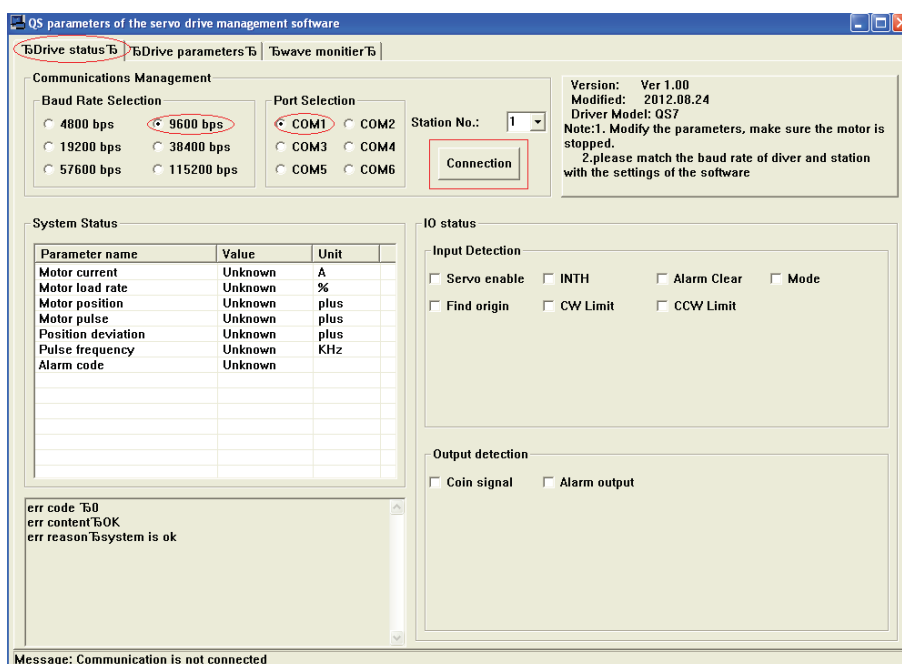 QS parameters of the servo drive management software
ЂDrive statusЂ ЂDrive parametersЂ Ђwave monitierЂ
Communications Management
Baud Rate Selection
4800 bps 9600 bps
19200 bps 38400 bps
57600 bps 115200 bps
Port Selection
COM1 COM2
COM3 COM4
COM5 COM6
Station No.: 1
Connection
Version: Ver 1.00
Modified: 2012.08.24
Driver Model: QS7
Note:1. Modify the parameters, make sure the motor is
stopped.
2.please match the baud rate of diver and station
with the settings of the software
System Status
Parameter name Value Unit
Motor current Unknown A
Motor load rate Unknown %
Motor position Unknown plus
Motor pulse Unknown plus
Position deviation Unknown plus
Pulse frequency Unknown KHz
Alarm code Unknown
err code Ђ0
err contentЂOK
err reasonЂsystem is ok
IO status
Input Detection
Servo enable INTH Alarm Clear Mode
Find origin CW Limit CCW Limit
Output detection
Coin signal Alarm output
Message: Communication is not connected